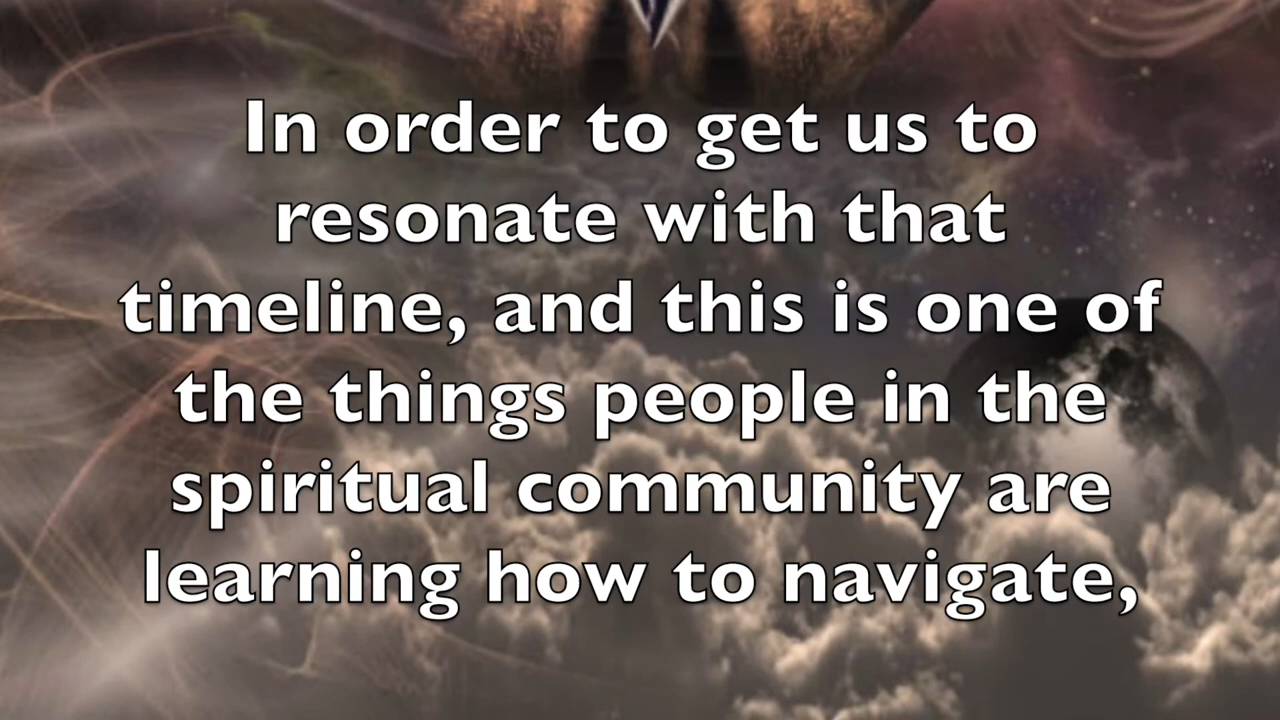 In order to get us to
resonate with that
timeline, and this is one of
the things people in the
spiritual community are
learning how to navigate,